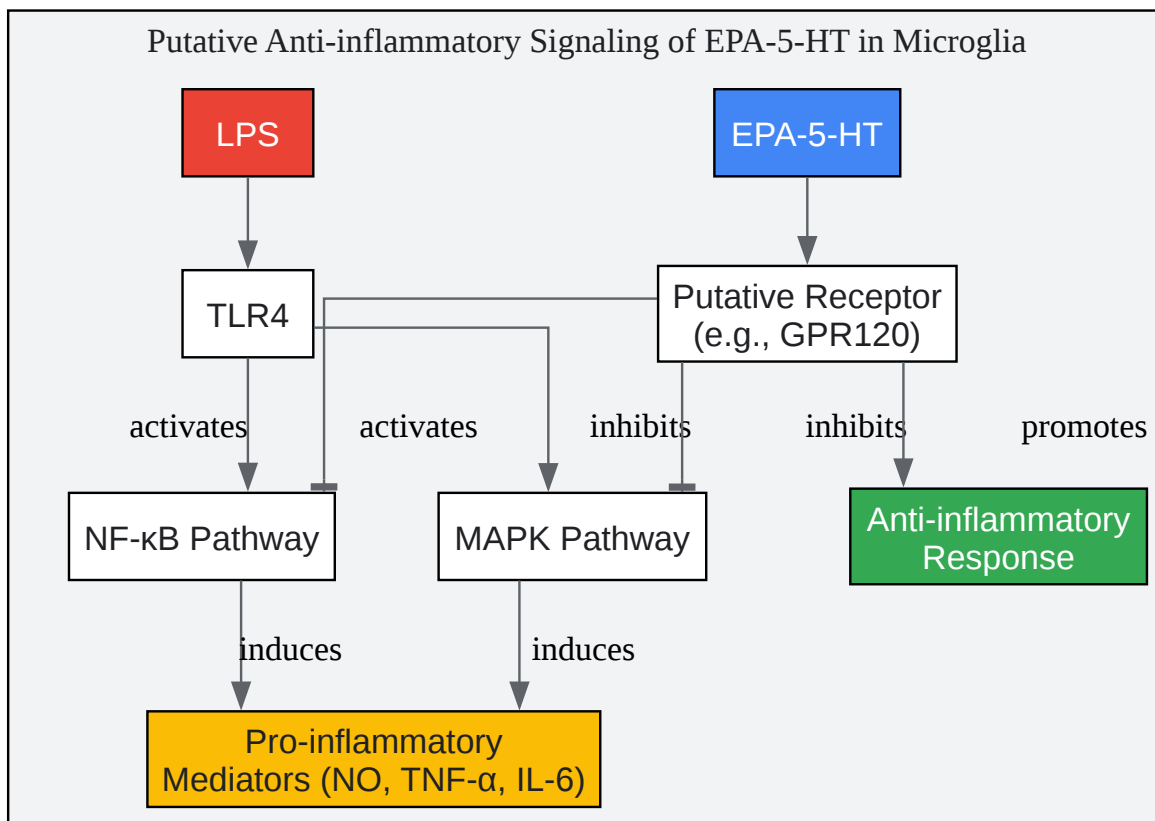 Putative Anti-inflammatory Signaling of EPA-5-HT in Microglia
LPS
EPA-5-HT
TLR4
Putative Receptor
(e.g., GPR120)
activates
activates
inhibits
inhibits
promotes
NF-κB Pathway
MAPK Pathway
Anti-inflammatory
Response
induces
induces
Pro-inflammatory
Mediators (NO, TNF-α, IL-6)